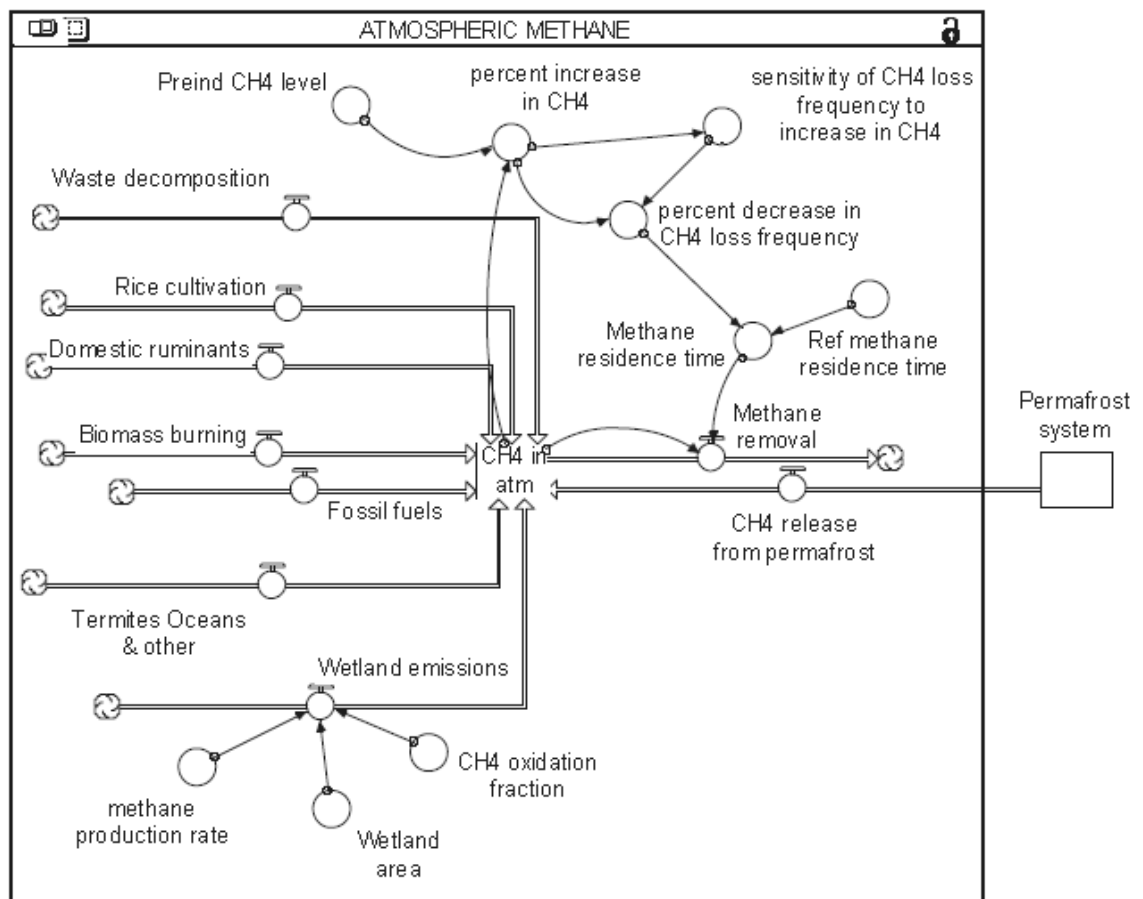 ATMOSPHERIC METHANE
Preind CH4 level
percent increase
in CH4
sensitivity of CH4 loss
frequency to
increase in CH4
Waste decomposition
percent decrease in
CH4 loss frequency
Rice cultivation
Domestic ruminants
Methane
residence time
Ref methane
residence time
Biomass burning
Methane
removal
Permafrost
system
CH4 in
atm
Fossil fuels
CH4 release
from permafrost
Termites Oceans
& other
Wetland emissions
CH4 oxidation
fraction
methane
production rate
Wetland
area